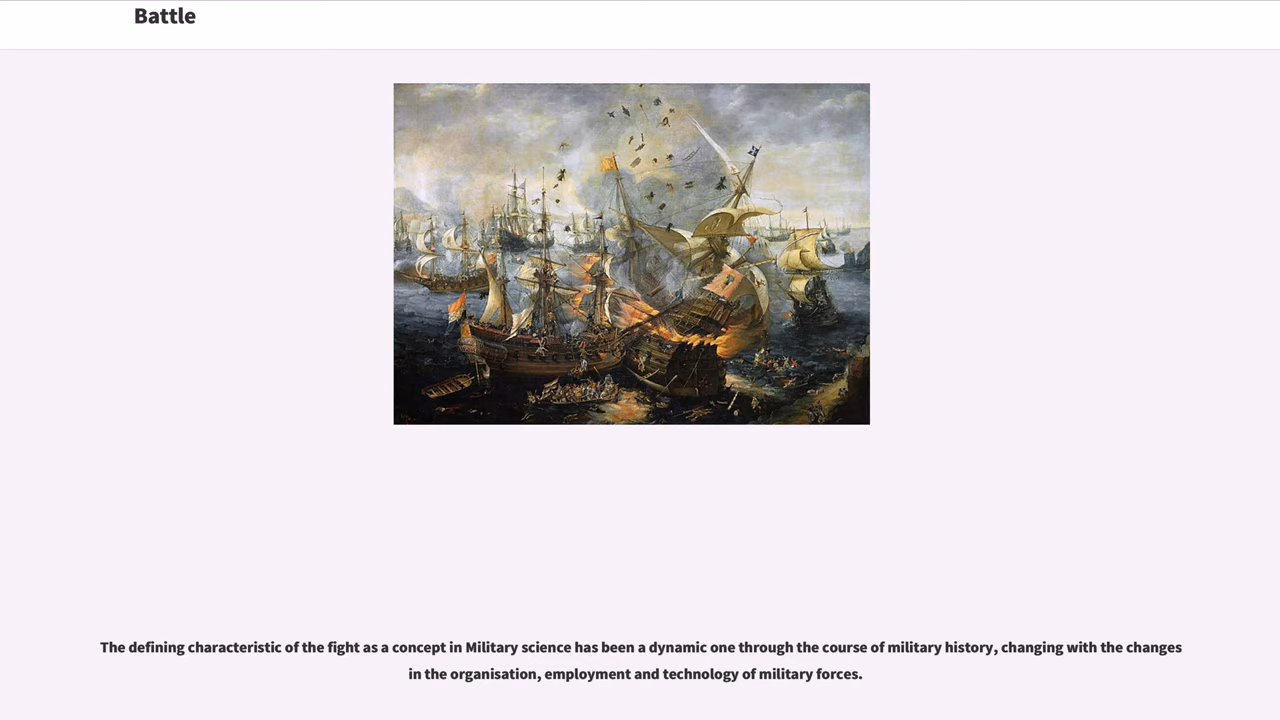 Battle
The defining characteristic of the fight as a concept in Military science has been a dynamic one through the course of military history, changing with the changes
in the organisation, employment and technology of military forces.